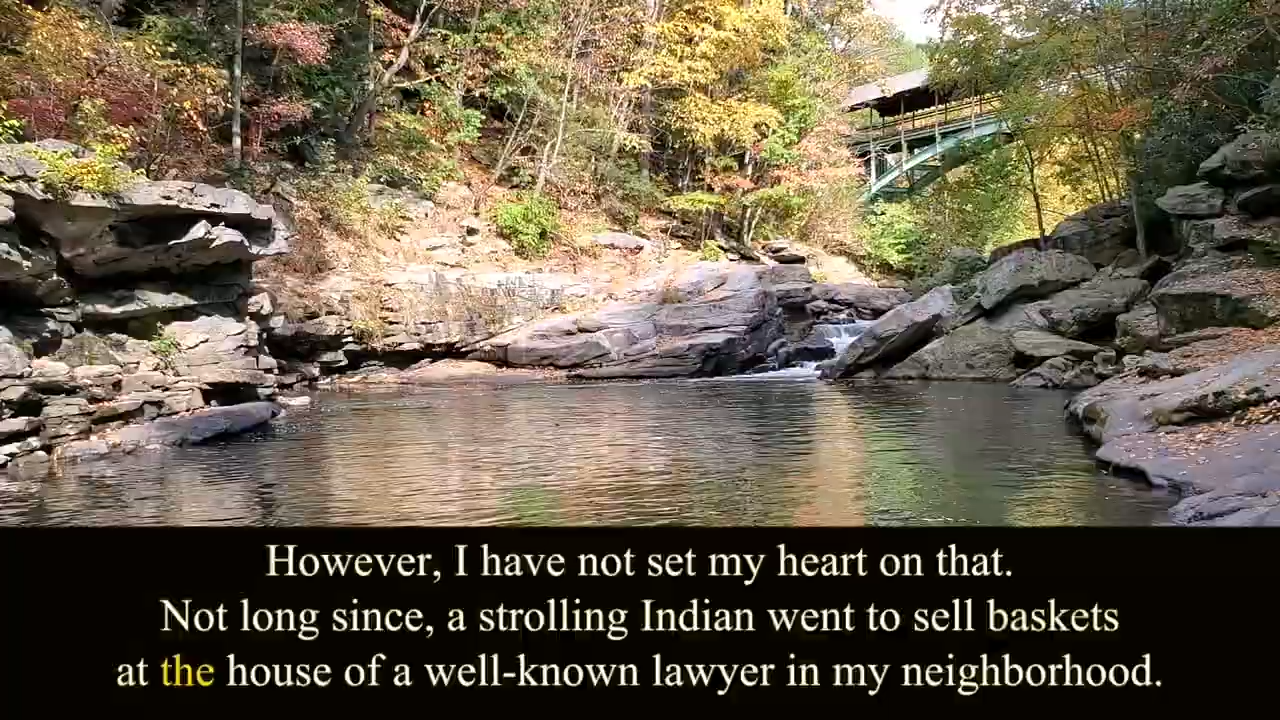 However, I have not set my heart on that.
Not long since, a strolling Indian went to sell baskets
at the house of a well-known lawyer in my neighborhood.